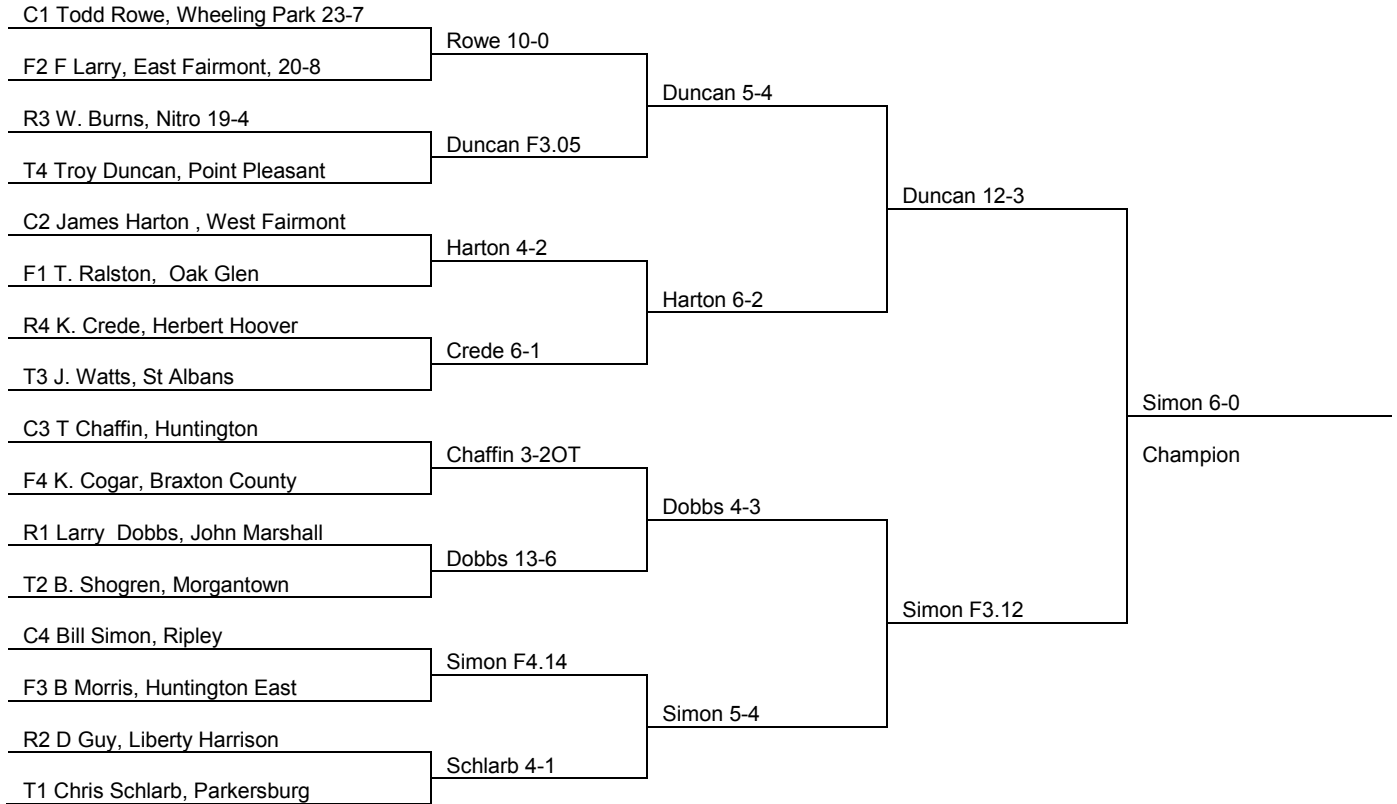 C1 Todd Rowe, Wheeling Park 23-7
Rowe 10-0
F2 F Larry, East Fairmont, 20-8
Duncan 5-4
R3 W. Burns, Nitro 19-4
Duncan F3.05
T4 Troy Duncan, Point Pleasant
Duncan 12-3
C2 James Harton , West Fairmont
Harton 4-2
F1 T. Ralston,  Oak Glen
Harton 6-2
R4 K. Crede, Herbert Hoover
Crede 6-1
T3 J. Watts, St Albans
Simon 6-0
C3 T Chaffin, Huntington
Chaffin 3-2OT
Champion
F4 K. Cogar, Braxton County
Dobbs 4-3
R1 Larry  Dobbs, John Marshall
Dobbs 13-6
T2 B. Shogren, Morgantown
Simon F3.12
C4 Bill Simon, Ripley
Simon F4.14
F3 B Morris, Huntington East
Simon 5-4
R2 D Guy, Liberty Harrison
Schlarb 4-1
T1 Chris Schlarb, Parkersburg